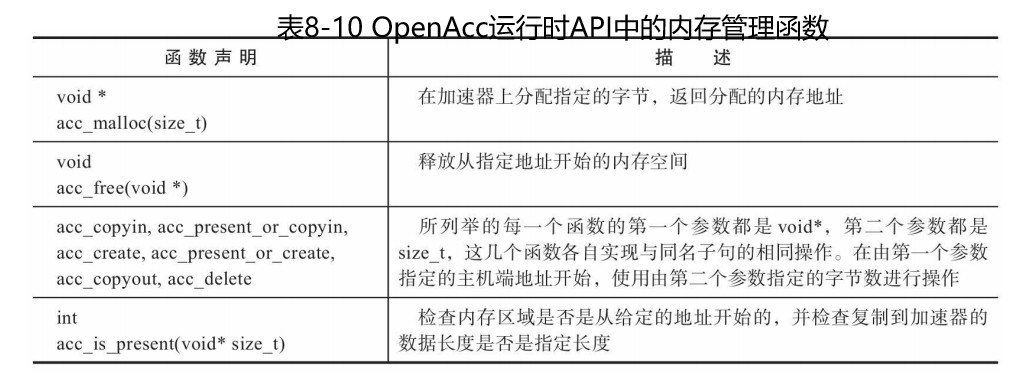 表8-10 OpenAcc运行时API中的内存管理函数
函 数 声 明
描 述
void *
acc_malloc(size_t)
在加速器上分配指定的字节，返回分配的内存地址
void
acc_free(void *)
释放从指定地址开始的内存空间
acc_copyin, acc_present_or_copyin,
acc_create, acc_present_or_create,
acc_copyout, acc_delete
所列举的每一个函数的第一个参数都是 void*，第二个参数都是
size_t，这几个函数各自实现与同名子句的相同操作。在由第一个参数
指定的主机端地址开始，使用由第二个参数指定的字节数进行操作
int
acc_is_present(void* size_t)
检查内存区域是否是从给定的地址开始的，并检查复制到加速器的
数据长度是否是指定长度